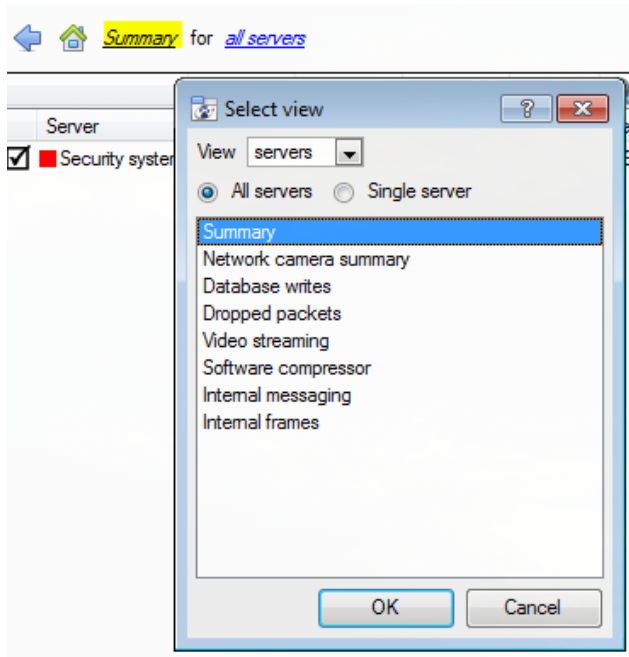 Summary for all servers
Select view
Server
View servers
Security syster
All servers Single server
Summary
Network camera summary
Database writes
Dropped packets
Video streaming
Software compressor
Internal messaging
Internal frames
OK Cancel